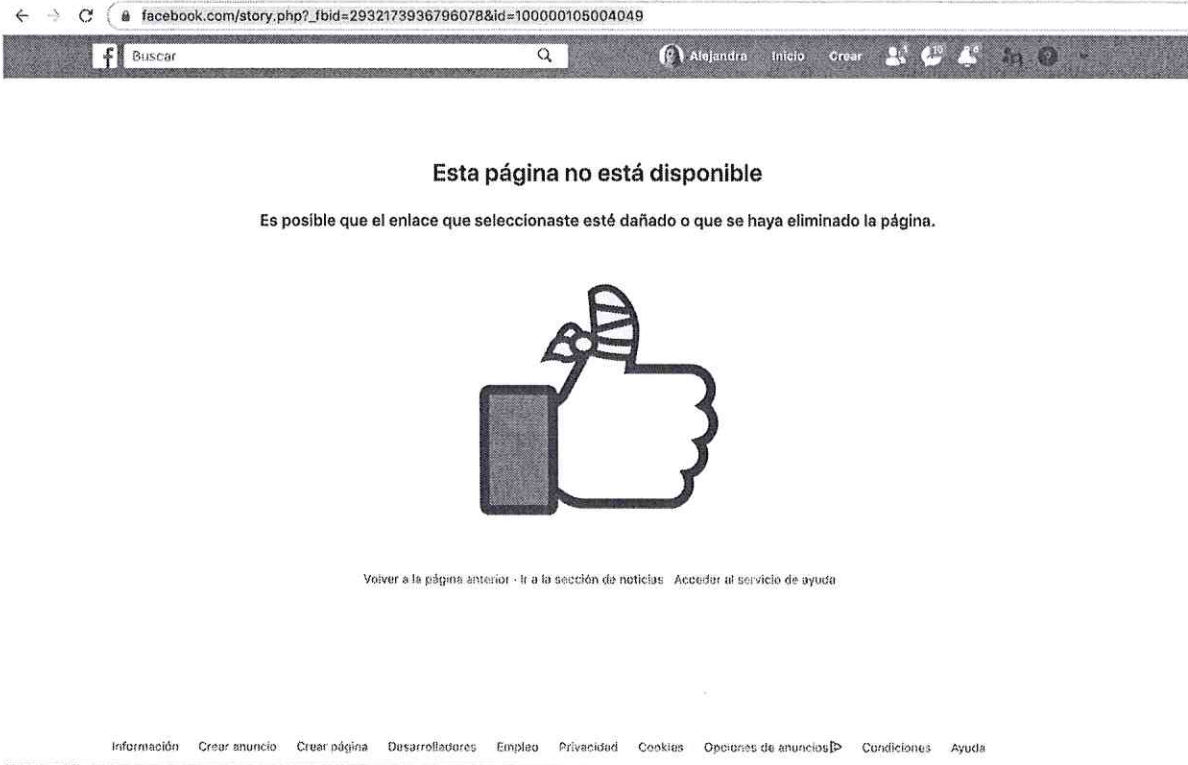 facebook.com/story.php?_fbid=2932173936796078&id=100000105004049
f Buscar Alejandra Inicio Crear
Esta página no está disponible
Es posible que el enlace que seleccionaste esté dañado o que se haya eliminado la página.
Volver a la página anterior · Ir a la sección de noticias · Acceder al servicio de ayuda
Información Crear anuncio Crear página Desarrolladores Empleo Privacidad Cookies Opciones de anuncios Condiciones Ayuda